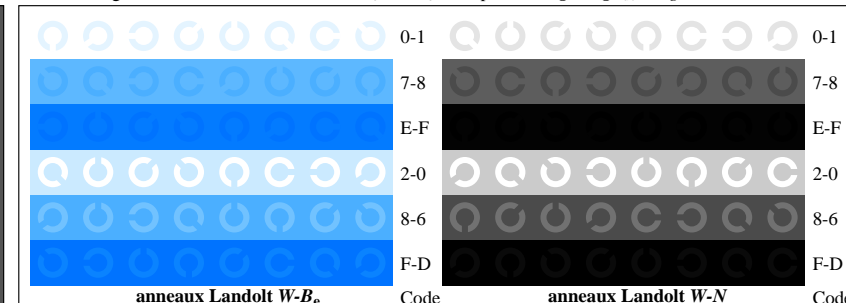 0-1 0-1
7-8 7-8
E-F E-F
2-0 2-0
8-6 8-6
F-D F-D
anneaux Landolt W-Be Code anneaux Landolt W-N Code